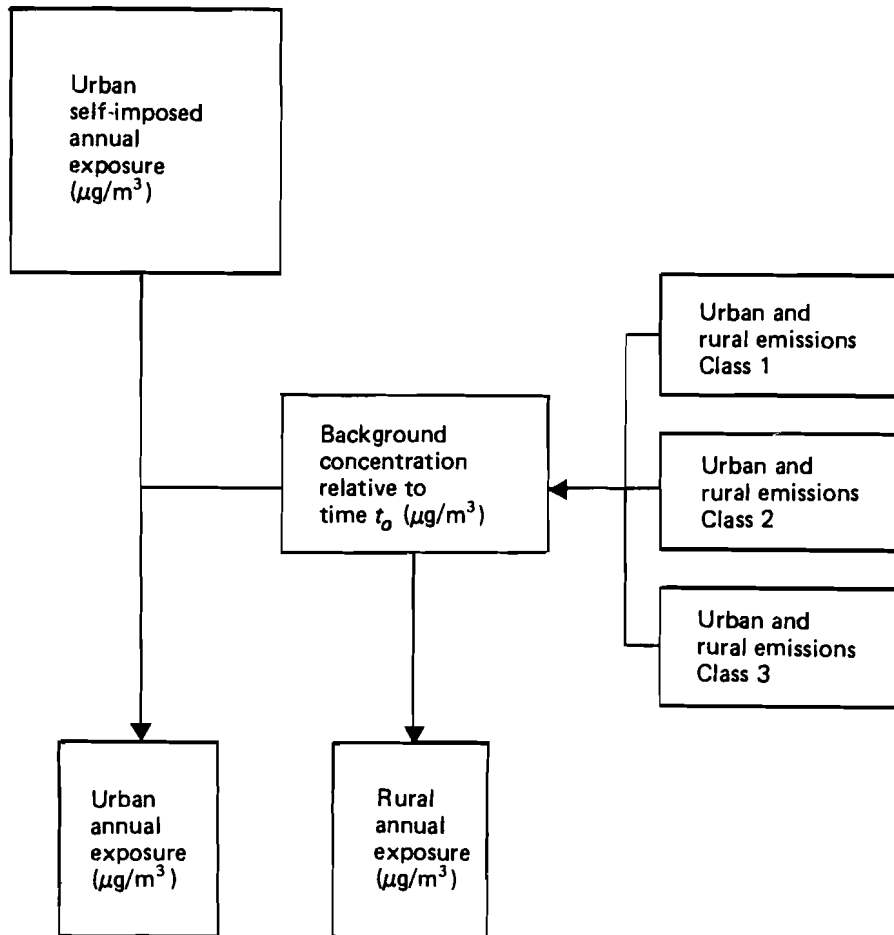 Urban
self-imposed
annual
exposure
(μg/m³)
Urban and
rural emissions
Class 1
Background
concentration
relative to
time tₒ (μg/m³)
Urban and
rural emissions
Class 2
Urban and
rural emissions
Class 3
Urban
annual
exposure
(μg/m³)
Rural
annual
exposure
(μg/m³)